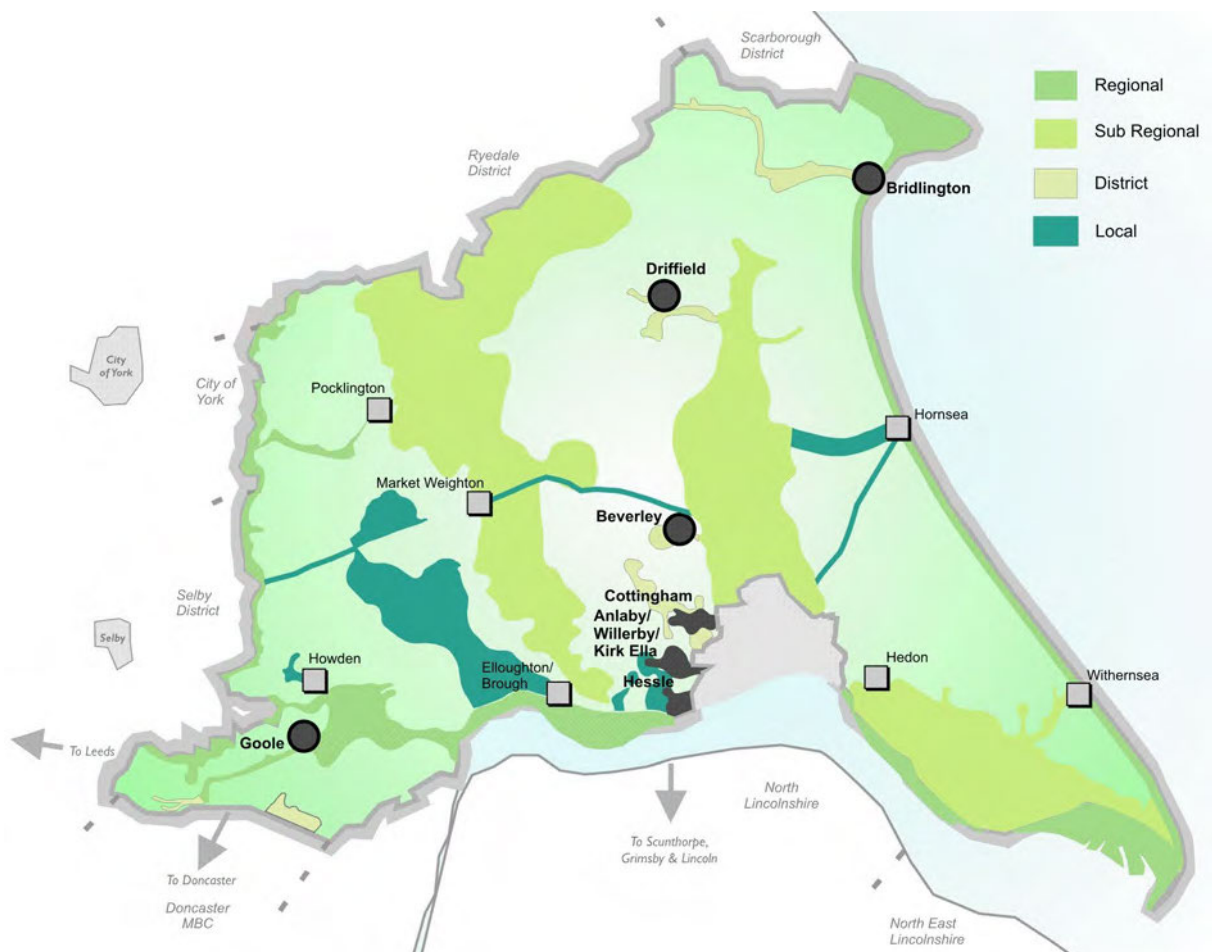 Scarborough
District
Regional
Sub Regional
District
Local
Ryedale
District
Bridlington
Driffield
City
of York
City of
York
Pocklington
Hornsea
Market Weighton
Beverley
Selby
District
Selby
Cottingham
Anlaby/
Willerby/
Kirk Ella
Howden
Elloughton/
Brough
Hessle
Hedon
Withernsea
Goole
To Leeds
North
Lincolnshire
To Scunthorpe,
Grimsby & Lincoln
To Doncaster
Doncaster
MBC
North East
Lincolnshire